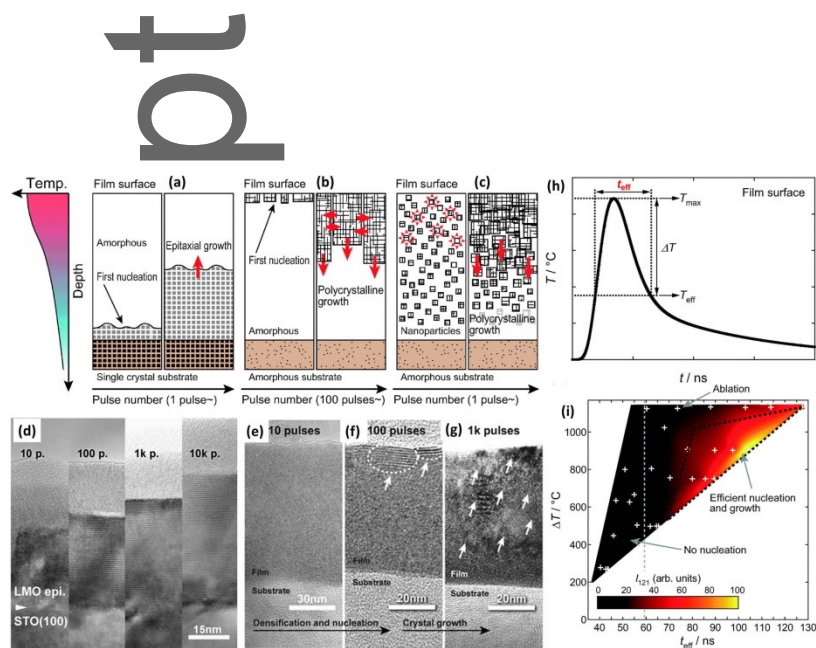 pt
Temp.
Depth
Film surface
(a)
Amorphous
Epitaxial growth
First nucleation
Single crystal substrate
Pulse number (1 pulse~)
Film surface
(b)
First nucleation
Polycrystalline
growth
Amorphous
Amorphous substrate
Pulse number (100 pulses~)
Film surface
(c)
Nanoparticles
Polycrystalline
growth
Amorphous substrate
Pulse number (1 pulse~)
(h)
teff
Film surface
Tmax
ΔT
Teff
T / °C
t / ns
(d)
10 p.
100 p.
1k p.
10k p.
LMO epi.
STO(100)
15nm
(e)
10 pulses
Film
Substrate
30nm
(f)
100 pulses
Film
Substrate
20nm
(g)
1k pulses
Film
Substrate
20nm
Densification and nucleation
Crystal growth
(i)
Ablation
1000
800
600
400
200
ΔT / °C
Efficient nucleation
and growth
No nucleation
I121 (arb. units)
0 20 40 60 80 100
40 50 60 70 80 90 100 110 120 130
teff / ns